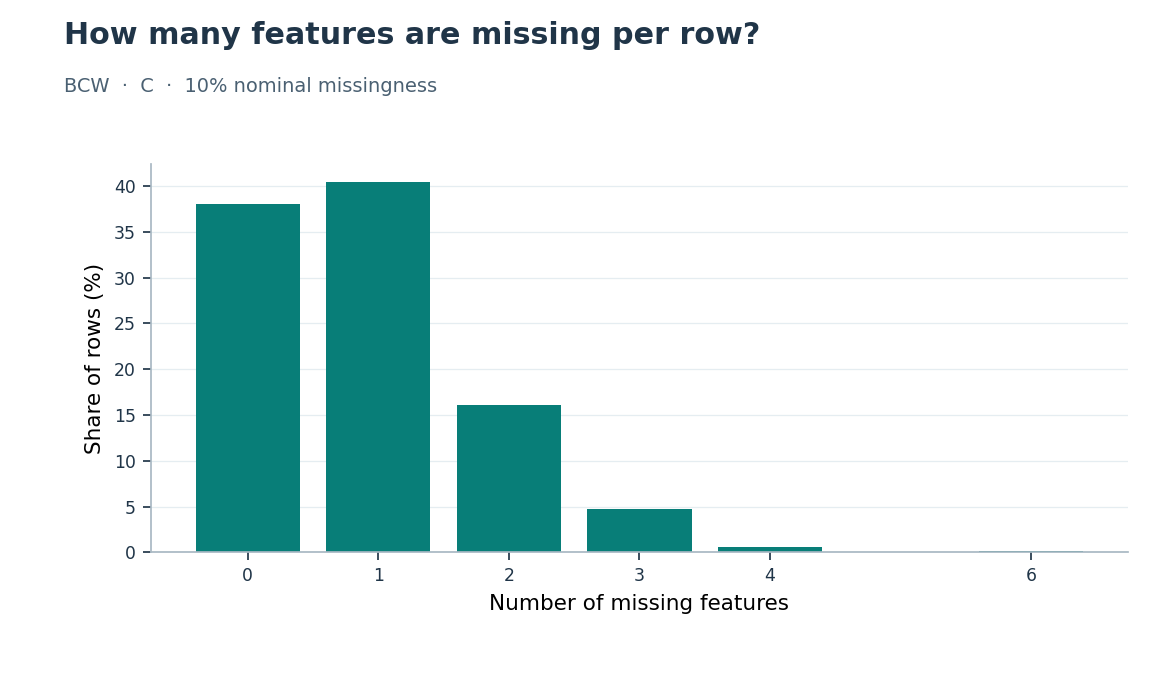 How many features are missing per row?
BCW · C · 10% nominal missingness
40
35
30
25
20
15
10
5
0
Share of rows (%)
0 1 2 3 4 6
Number of missing features